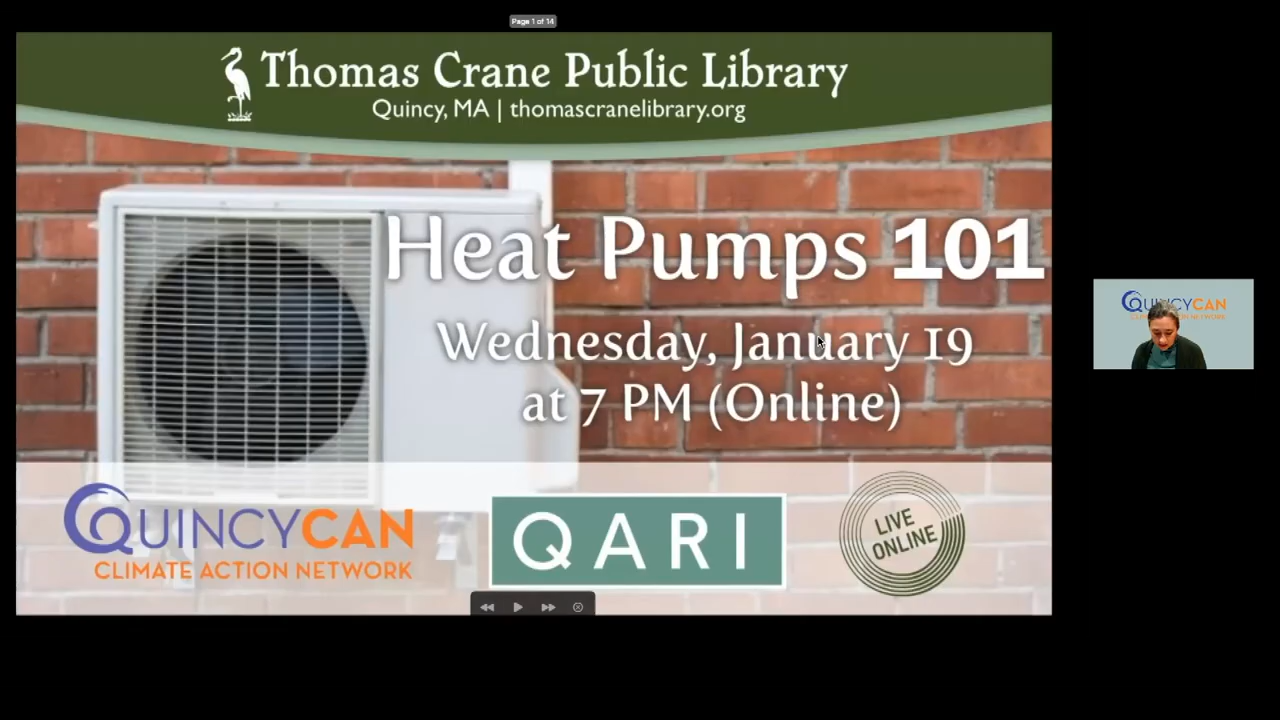 Page 1 of 14
Thomas Crane Public Library
Quincy, MA | thomascranelibrary.org
Heat Pumps 101
Wednesday, January 19
at 7 PM (Online)
QUINCYCAN
CLIMATE ACTION NETWORK
QARI
LIVE
ONLINE
QUINCYCAN